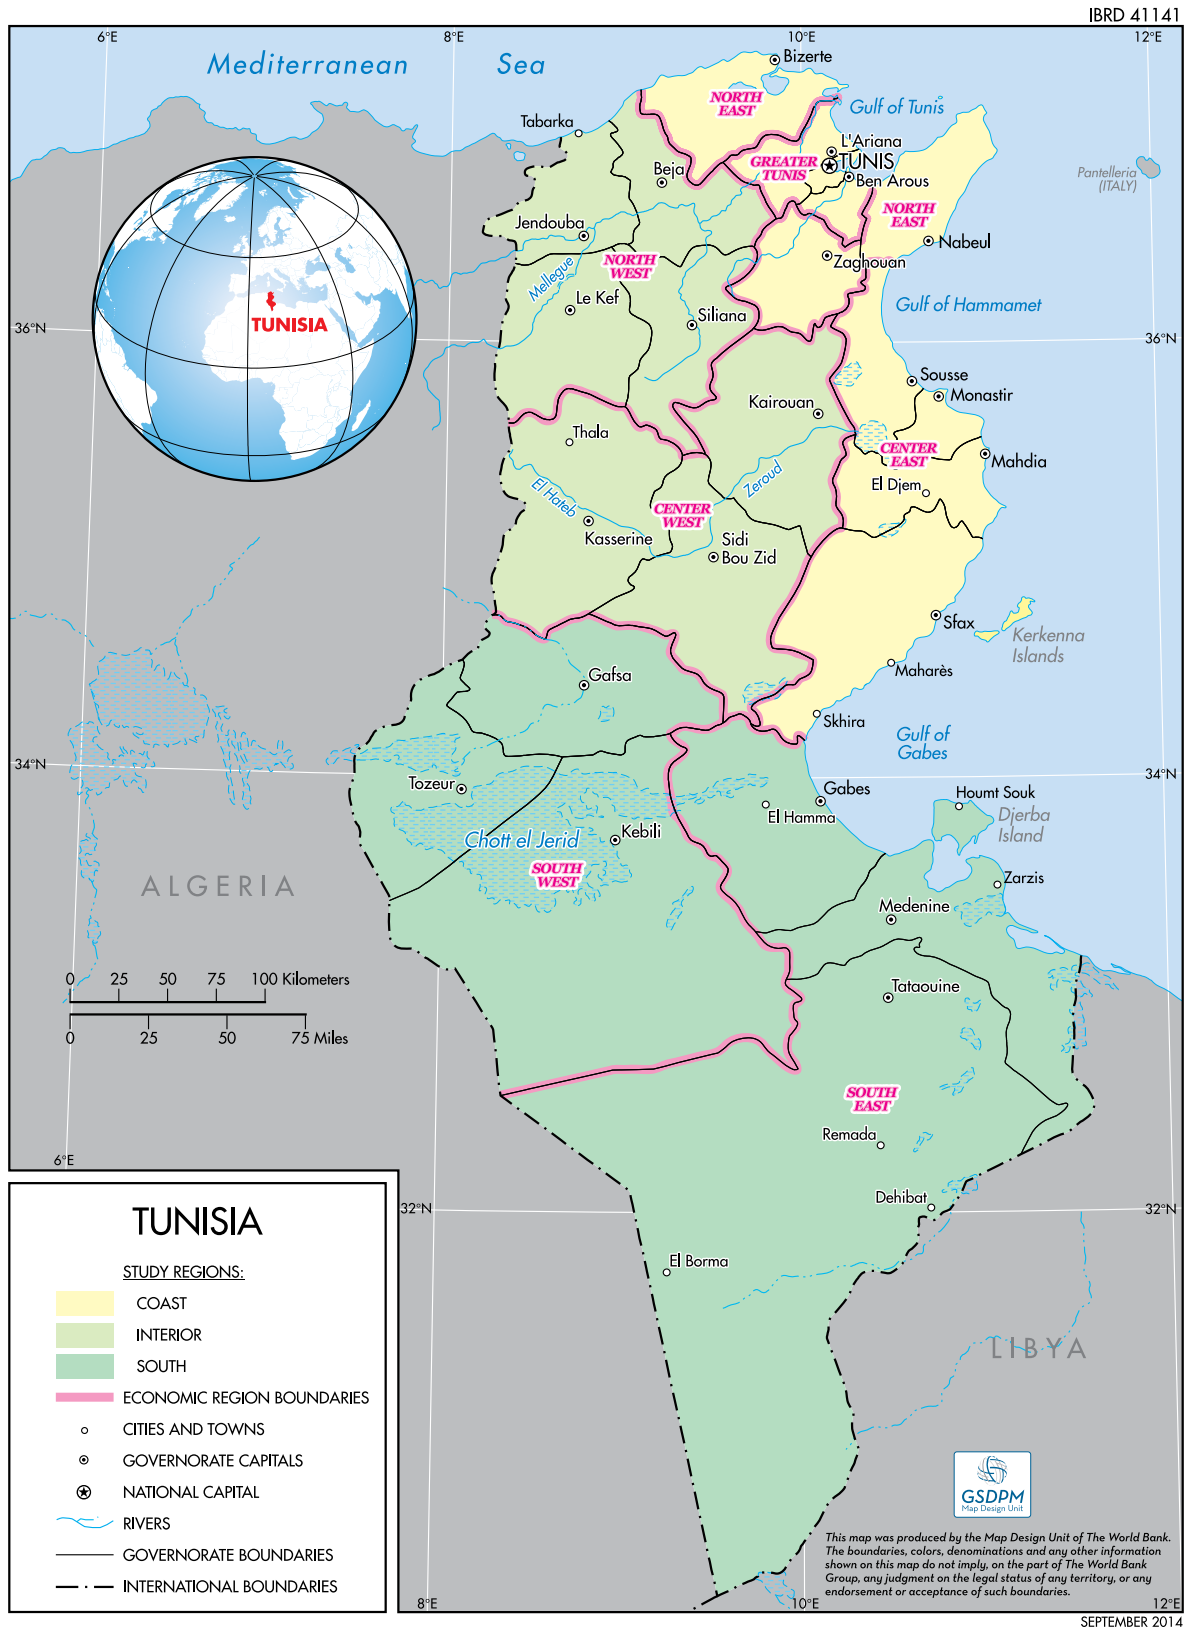 IBRD 41141
6°E
8°E
10°E
12°E
Mediterranean Sea
Bizerte
NORTH
EAST
Gulf of Tunis
Tabarka
L'Ariana
TUNIS
GREATER
TUNIS
Beja
Ben Arous
Pantelleria
(ITALY)
NORTH
EAST
Jendouba
Nabeul
NORTH
WEST
Zaghouan
Mellegue
Le Kef
Siliana
Gulf of Hammamet
TUNISIA
36°N
36°N
Sousse
Monastir
Kairouan
Thala
CENTER
EAST
Mahdia
Zeroud
El Hateb
El Djem
CENTER
WEST
Kasserine
Sidi
Bou Zid
Sfax
Kerkenna
Islands
Maharès
Gafsa
Skhira
Gulf of
Gabes
34°N
34°N
Tozeur
Gabes
Houmt Souk
El Hamma
Djerba
Island
Kebili
Chott el Jerid
SOUTH
WEST
ALGERIA
Zarzis
Medenine
0 25 50 75 100 Kilometers
0 25 50 75 Miles
Tataouine
SOUTH
EAST
Remada
6°E
Dehibat
32°N
32°N
El Borma
LIBYA
TUNISIA
STUDY REGIONS:
COAST
INTERIOR
SOUTH
ECONOMIC REGION BOUNDARIES
CITIES AND TOWNS
GOVERNORATE CAPITALS
NATIONAL CAPITAL
RIVERS
GOVERNORATE BOUNDARIES
INTERNATIONAL BOUNDARIES
GSDPM
Map Design Unit
This map was produced by the Map Design Unit of The World Bank.
The boundaries, colors, denominations and any other information
shown on this map do not imply, on the part of The World Bank
Group, any judgment on the legal status of any territory, or any
endorsement or acceptance of such boundaries.
8°E
10°E
12°E
SEPTEMBER 2014